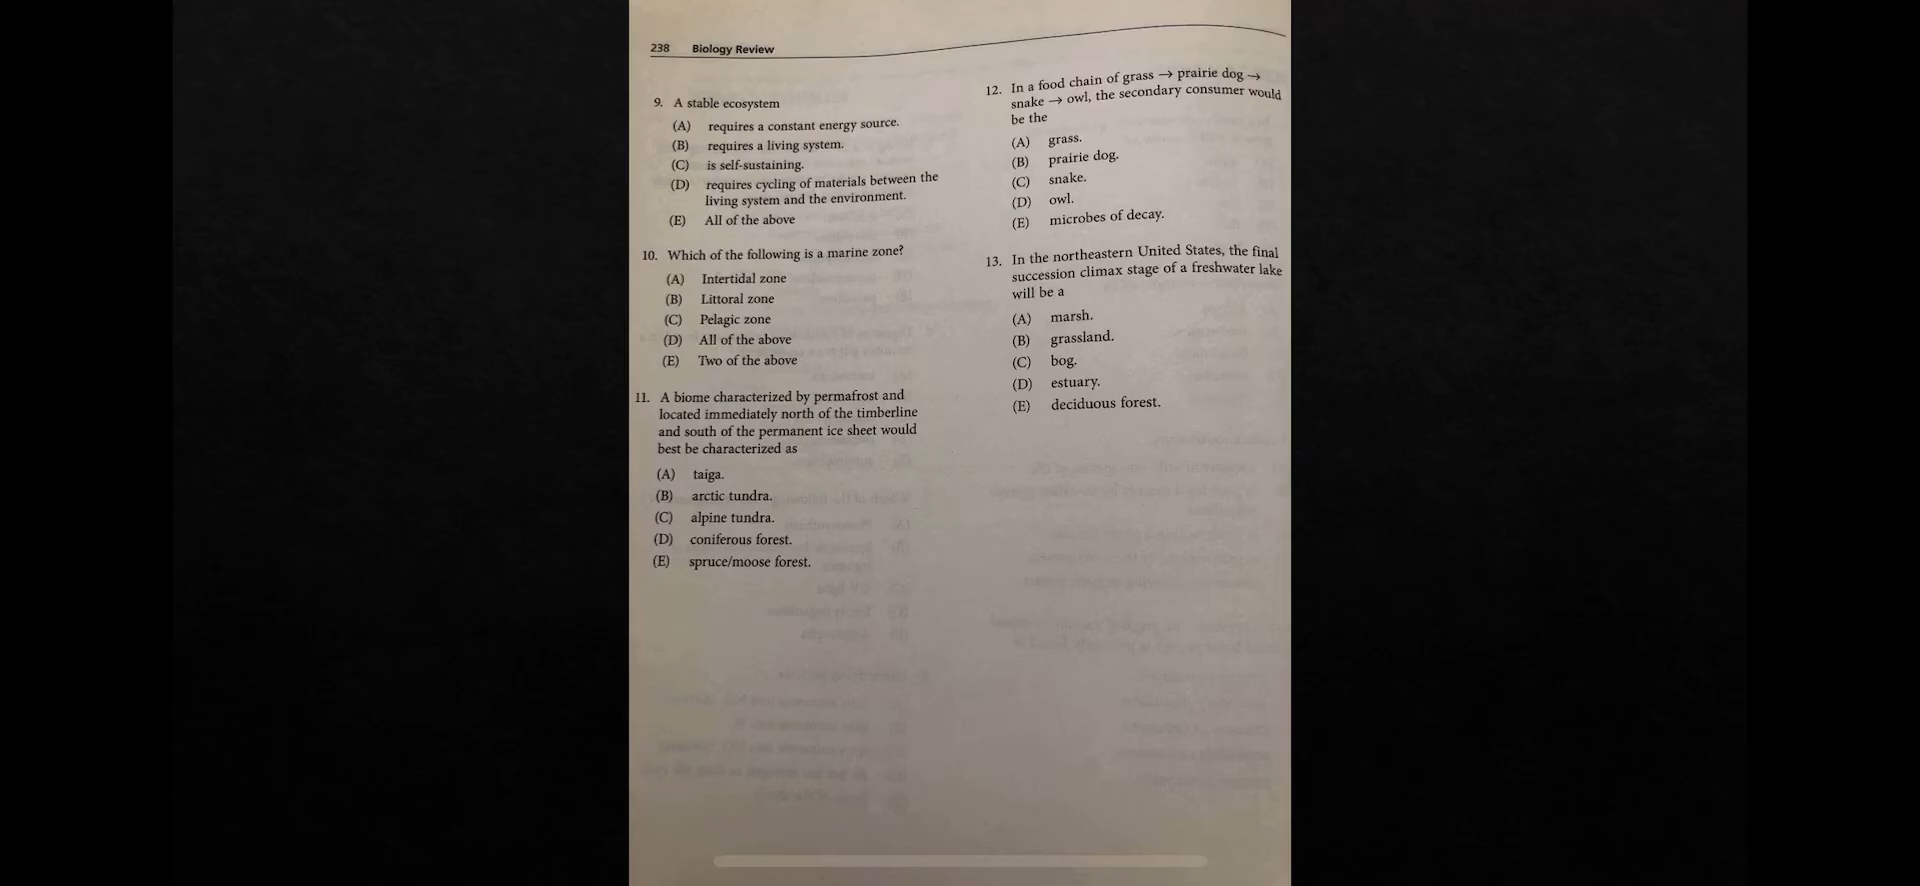 238 Biology Review
9. A stable ecosystem
(A) requires a constant energy source.
(B) requires a living system.
(C) is self-sustaining.
(D) requires cycling of materials between the
living system and the environment.
(E) All of the above
10. Which of the following is a marine zone?
(A) Intertidal zone
(B) Littoral zone
(C) Pelagic zone
(D) All of the above
(E) Two of the above
11. A biome characterized by permafrost and
located immediately north of the timberline
and south of the permanent ice sheet would
best be characterized as
(A) taiga.
(B) arctic tundra.
(C) alpine tundra.
(D) coniferous forest.
(E) spruce/moose forest.
12. In a food chain of grass → prairie dog →
snake → owl, the secondary consumer would
be the
(A) grass.
(B) prairie dog.
(C) snake.
(D) owl.
(E) microbes of decay.
13. In the northeastern United States, the final
succession climax stage of a freshwater lake
will be a
(A) marsh.
(B) grassland.
(C) bog.
(D) estuary.
(E) deciduous forest.